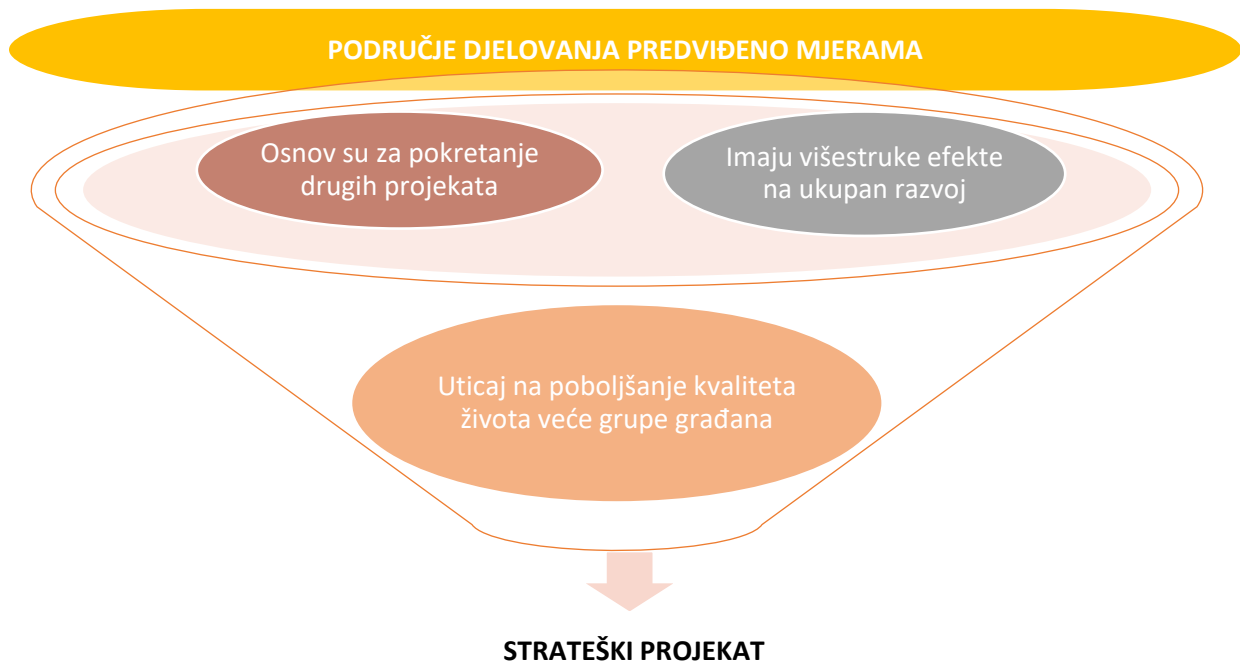 PODRUČJE DJELOVANJA PREDVIĐENO MJERAMA
Osnov su za pokretanje
drugih projekata
Imaju višestruke efekte
na ukupan razvoj
Uticaj na poboljšanje kvaliteta
života veće grupe građana
STRATEŠKI PROJEKAT